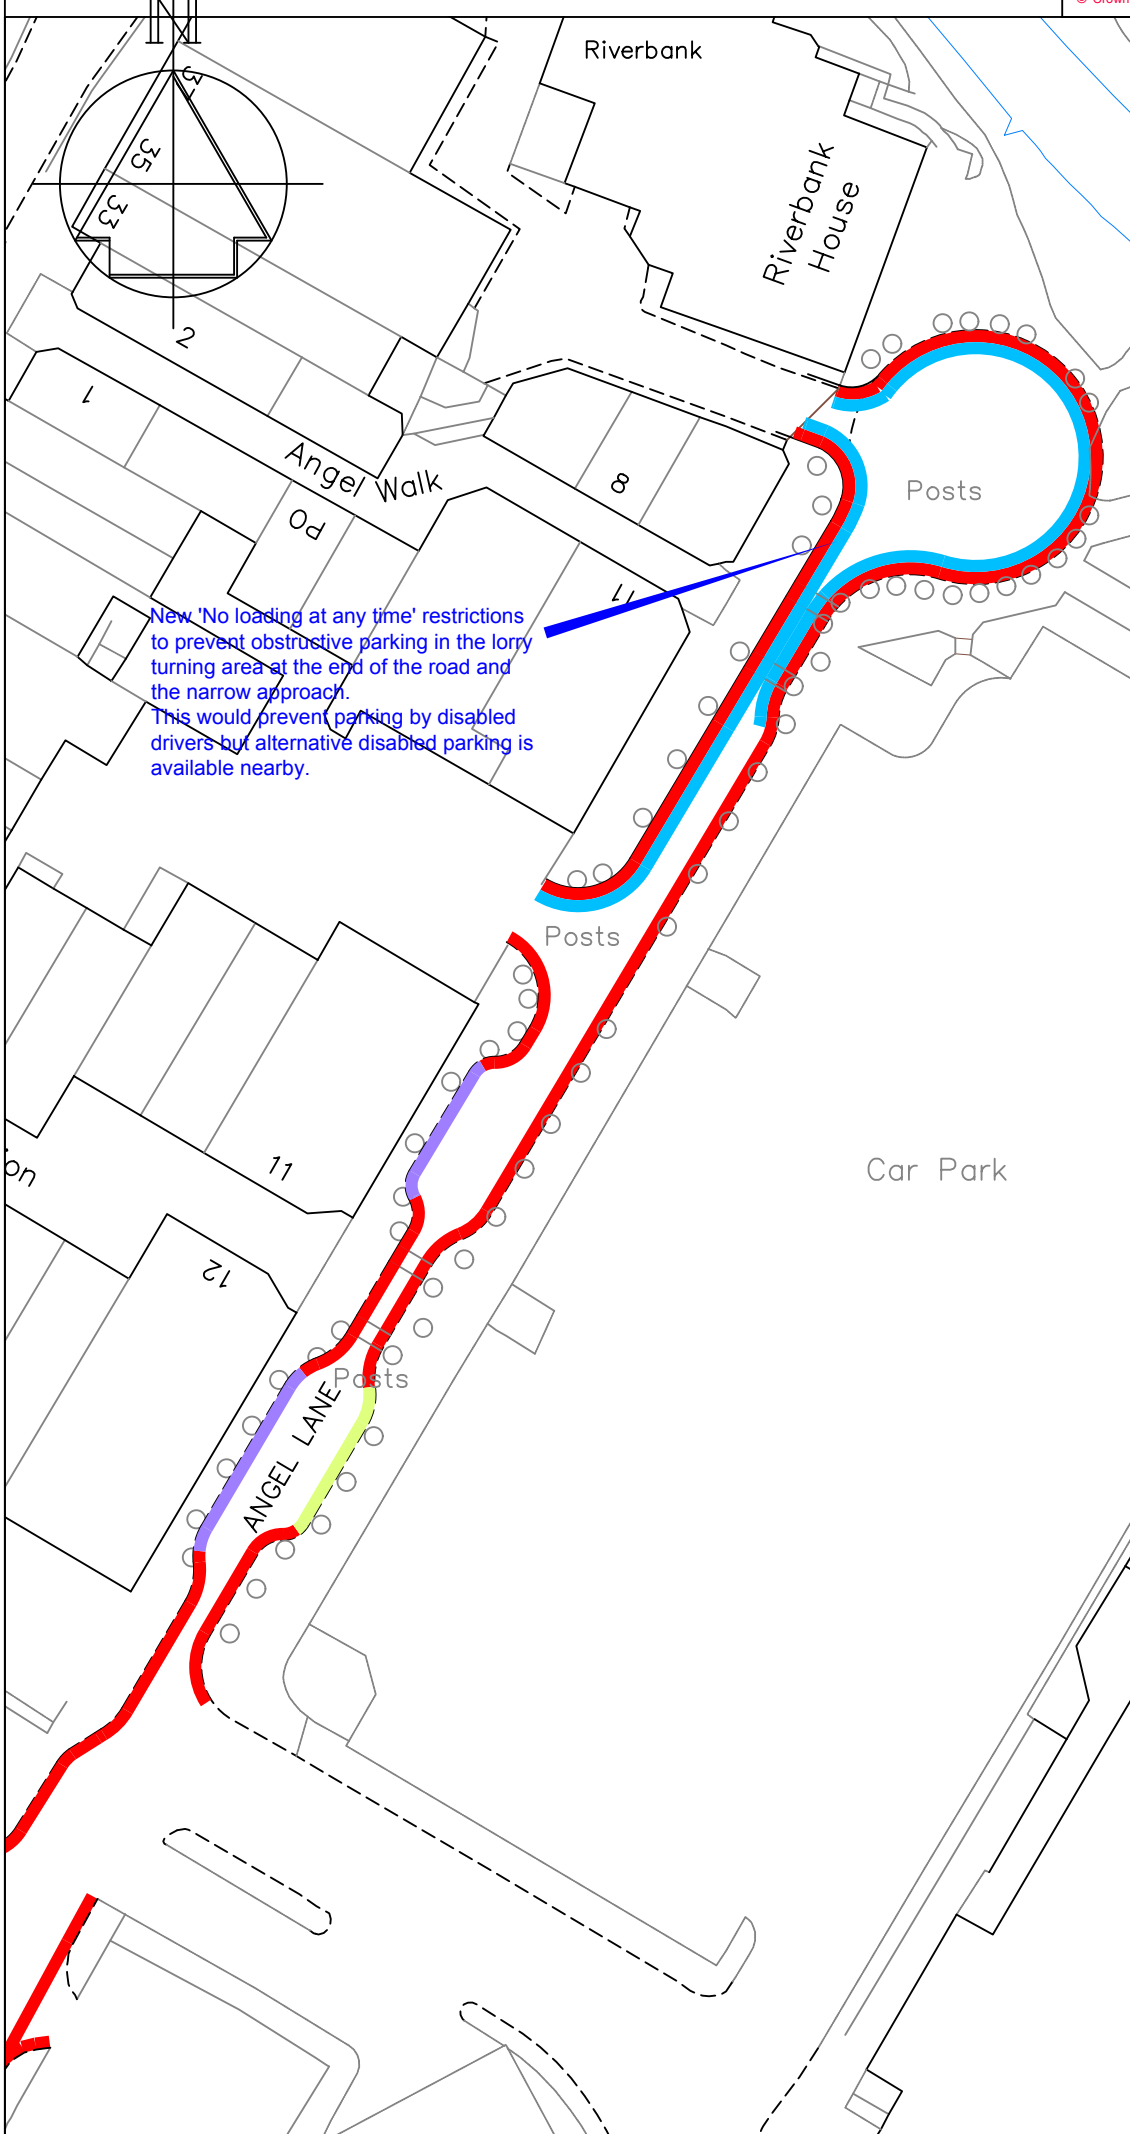 © Crown
N
Riverbank
Riverbank
House
35
33
2
1
Angel Walk
PO
8
11
Posts
New 'No loading at any time' restrictions
to prevent obstructive parking in the lorry
turning area at the end of the road and
the narrow approach.
This would prevent parking by disabled
drivers but alternative disabled parking is
available nearby.
Posts
Car Park
ion
11
12
Posts
ANGEL LANE